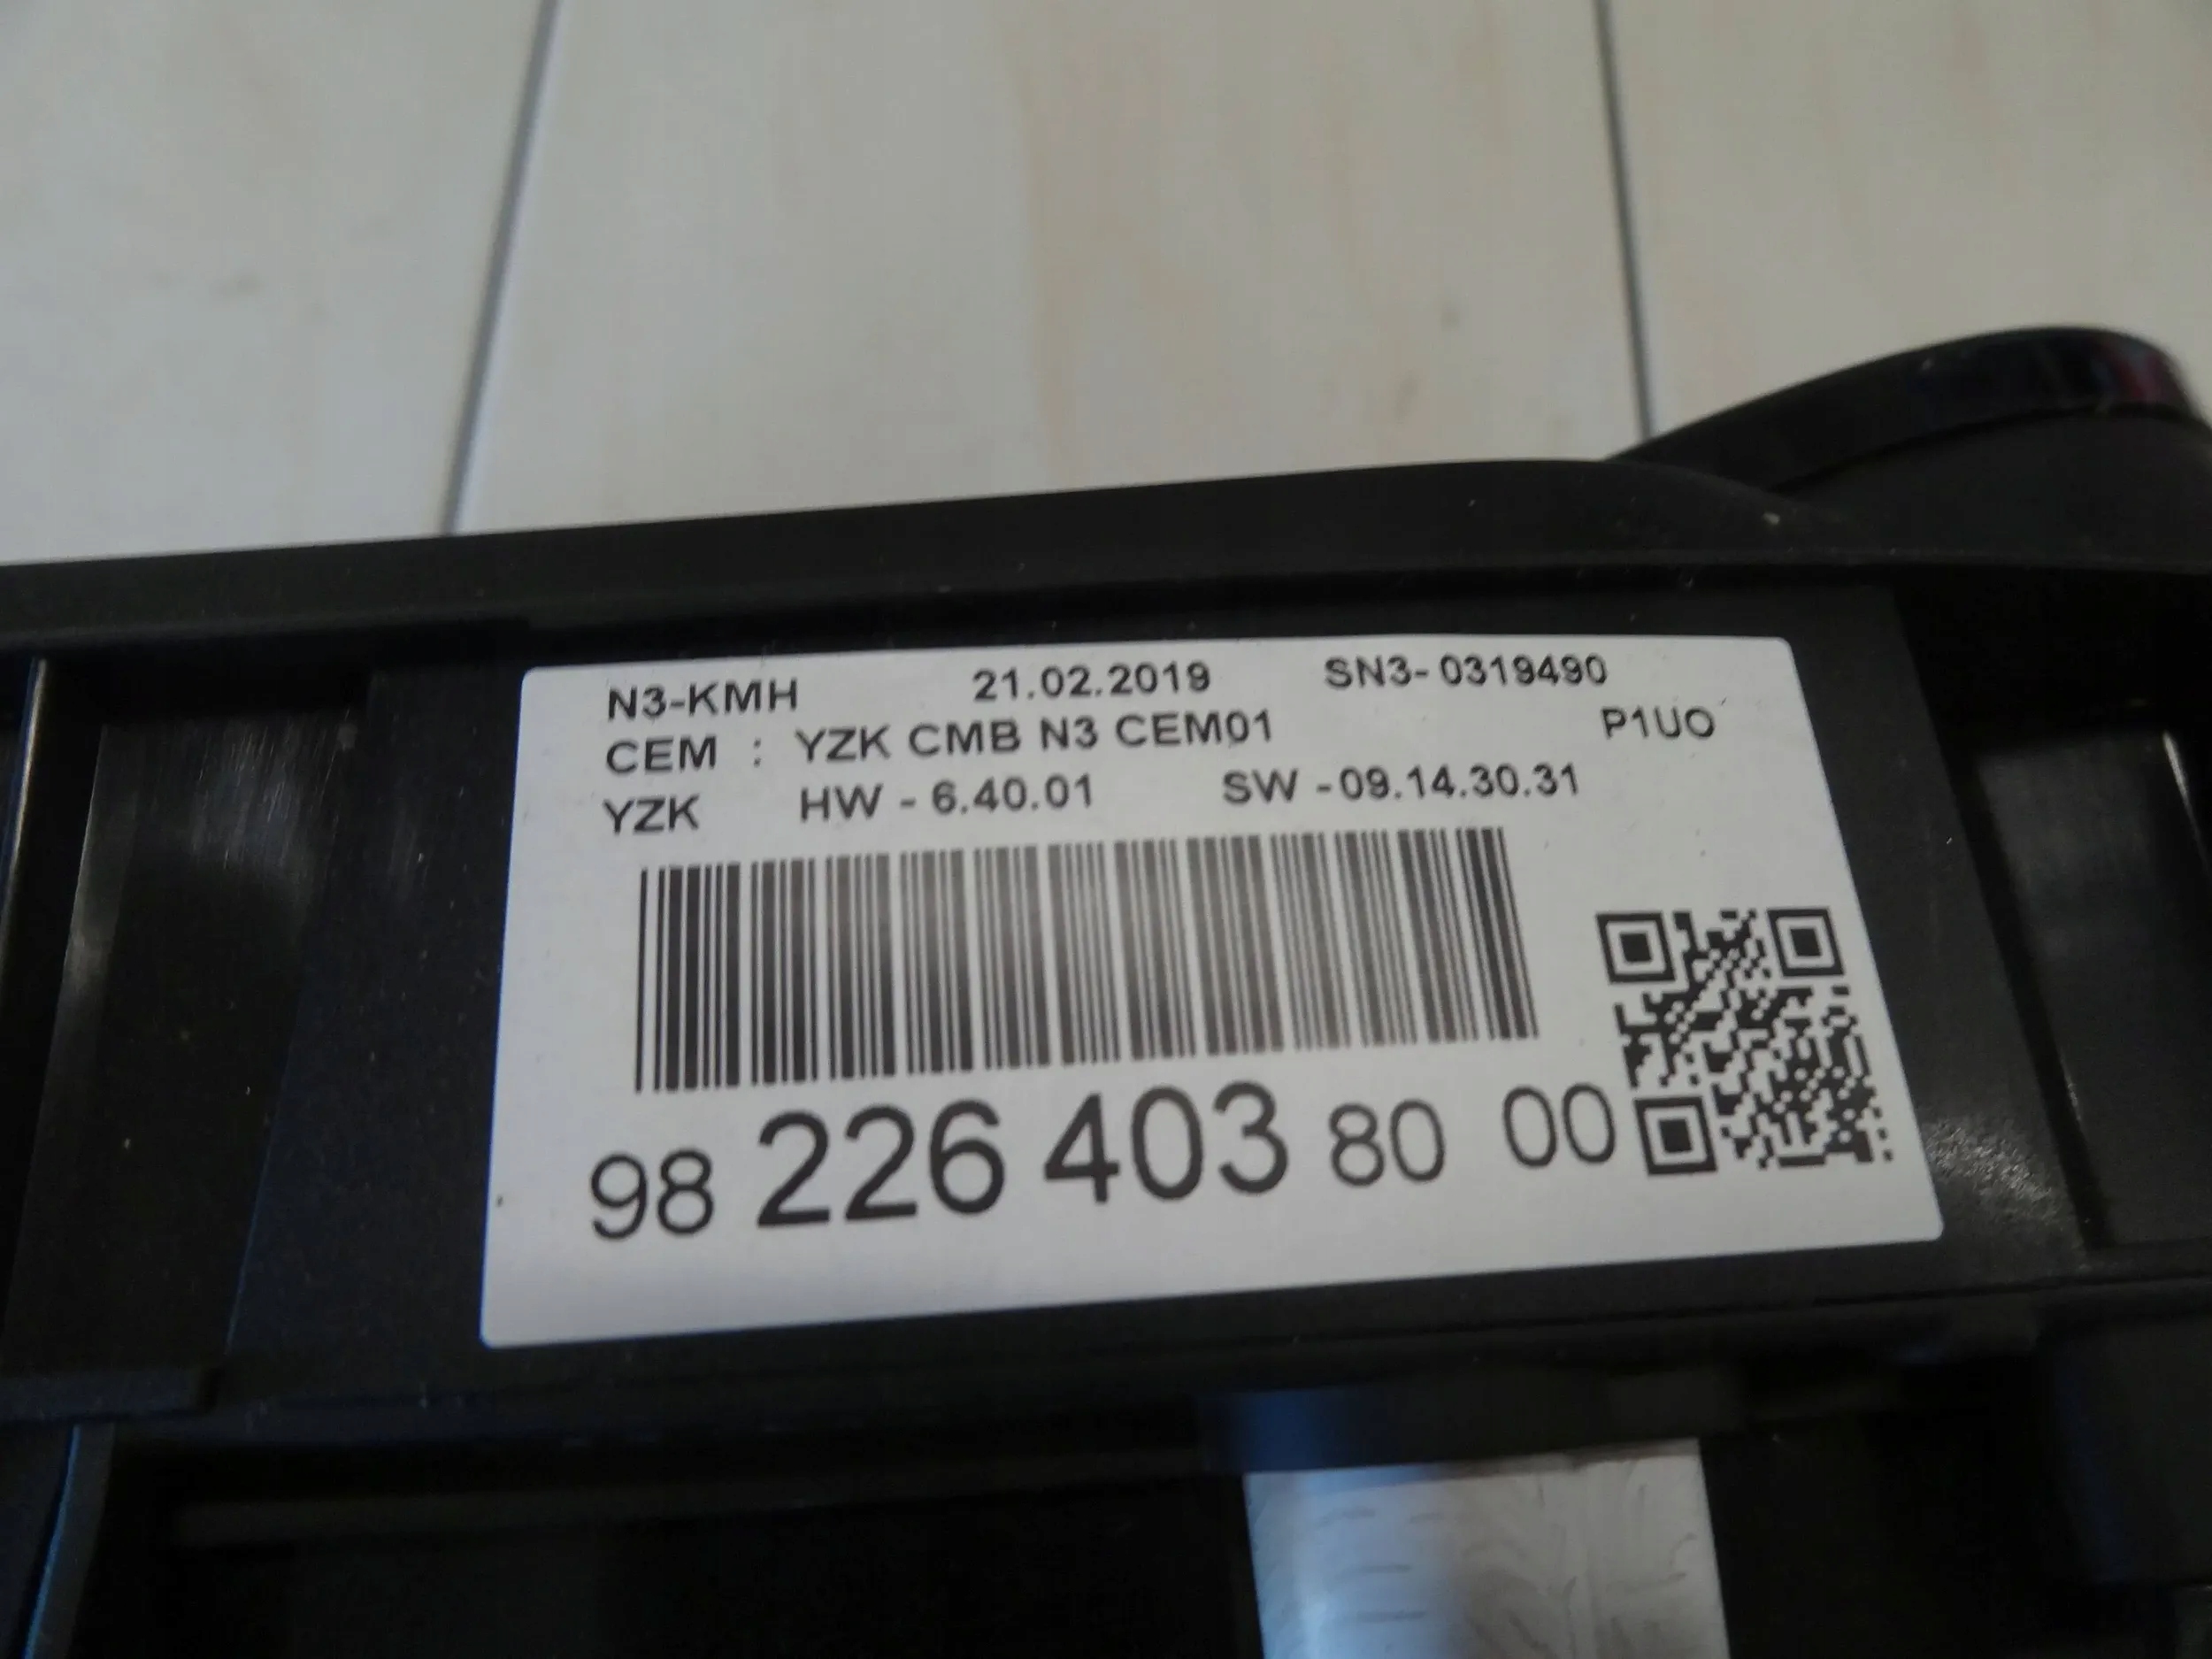 N3-KMH 21.02.2019 SN3-0319490
CEM : YZK CMB N3 CEM01 P1UO
YZK HW - 6.40.01 SW -09.14.30.31
98 226 403 80 00